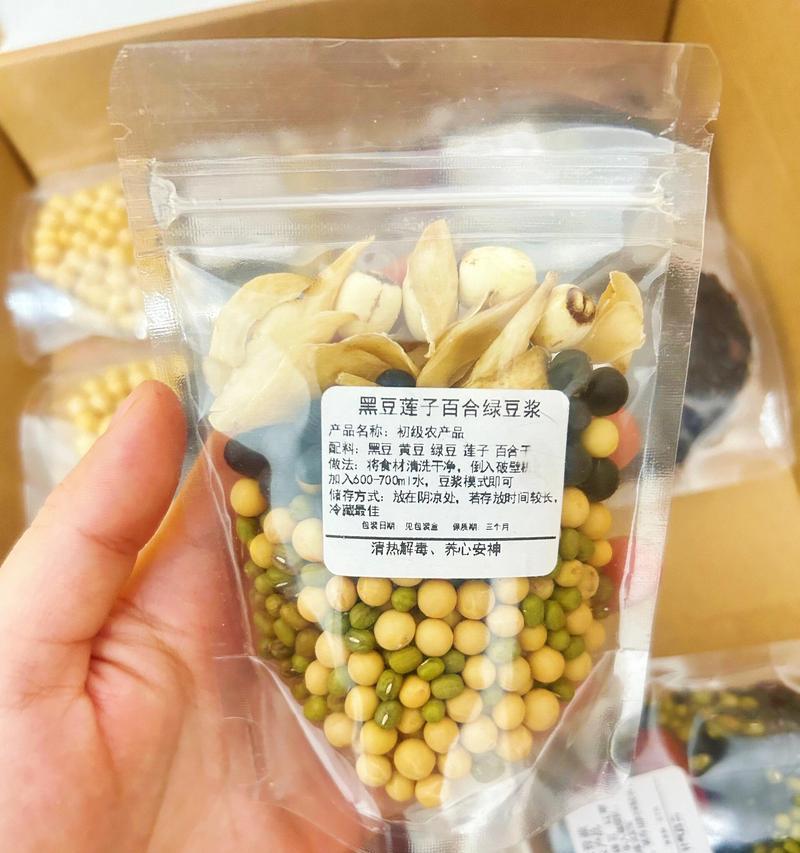 黑豆莲子百合绿豆浆
产品名称：初级农产品
配料：黑豆 黄豆 绿豆 莲子 百合干
做法：将食材清洗干净，倒入破壁机
加入600-700ml水，豆浆模式即可
储存方式：放在阴凉处，若存放时间较长，
冷藏最佳
包装日期 见包装盒 保质期 三个月
清热解毒、养心安神